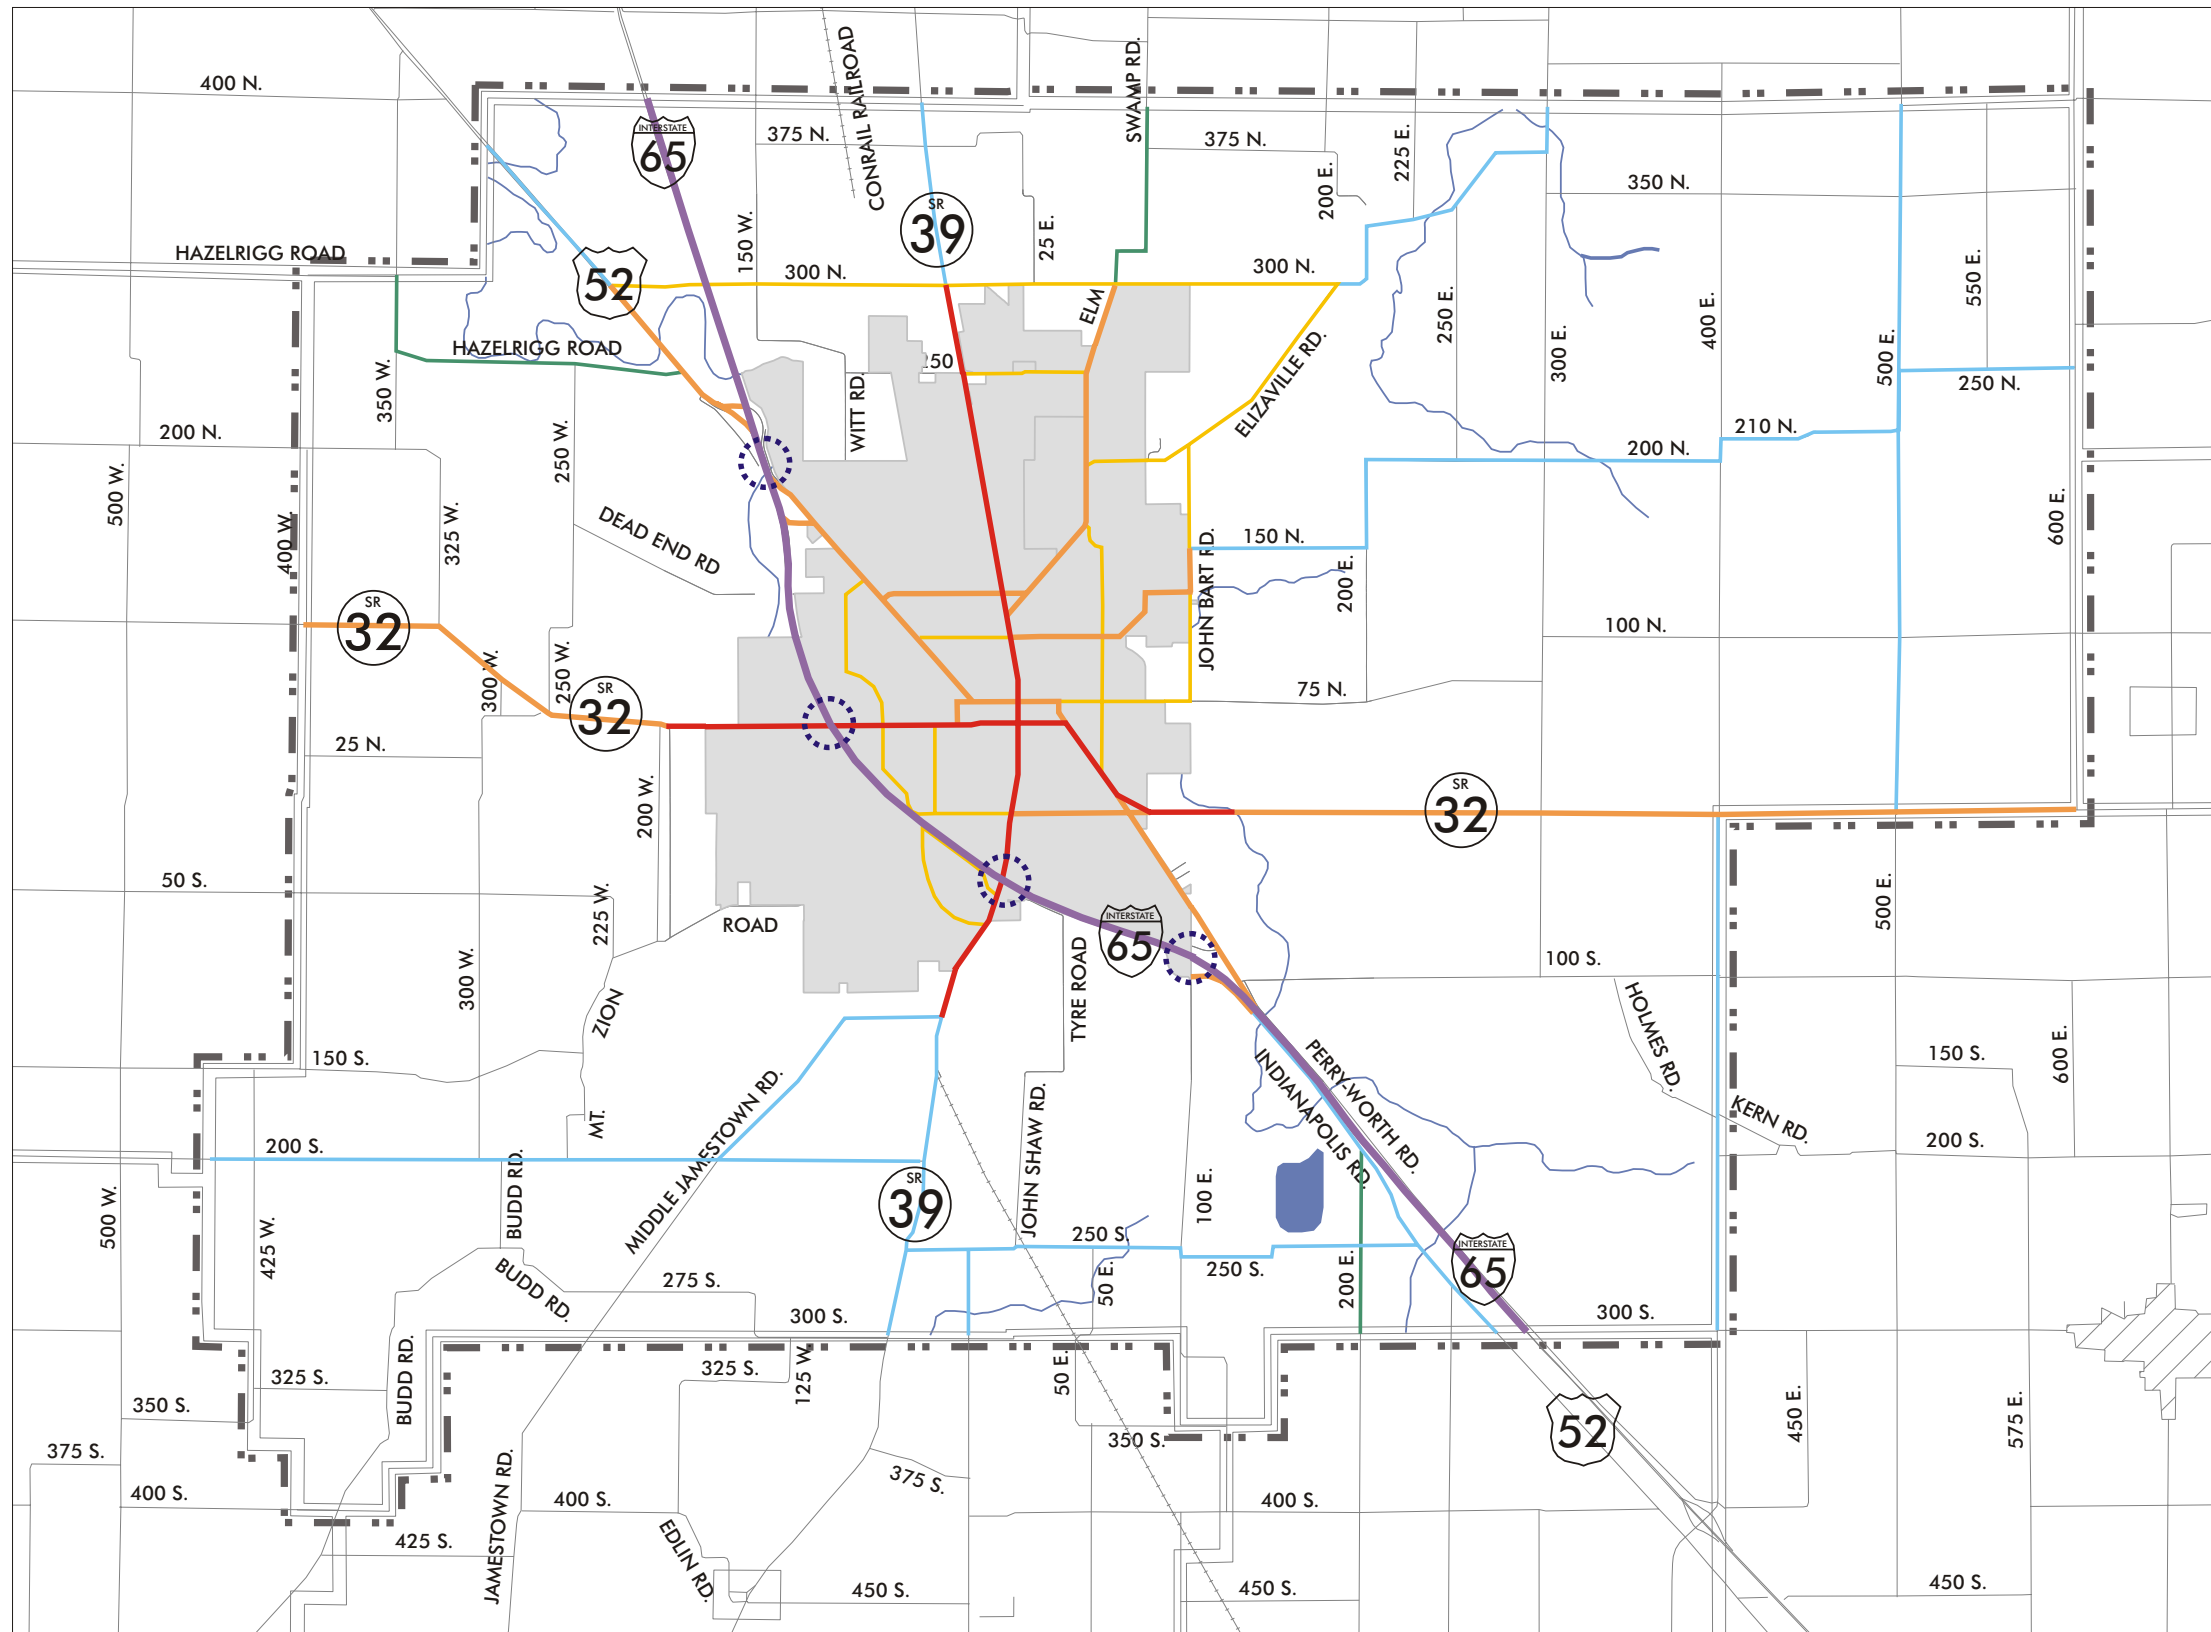 400 N.
CONRAIL RAILROAD
SWAMP RD.
INTERSTATE
65
375 N.
375 N.
225 E.
200 E.
350 N.
SR
39
150 W.
25 E.
HAZELRIGG ROAD
52
300 N.
300 N.
550 E.
ELM
250 E.
400 E.
300 E.
500 E.
HAZELRIGG ROAD
250
ELIZAVILLE RD.
350 W.
WITT RD.
250 N.
200 N.
250 W.
210 N.
200 N.
500 W.
400 W.
325 W.
DEAD END RD
600 E.
150 N.
JOHN BART RD.
200 E.
SR
32
100 N.
300 W.
250 W.
SR
32
75 N.
25 N.
200 W.
SR
32
50 S.
225 W.
500 E.
ROAD
INTERSTATE
65
TYRE ROAD
300 W.
100 S.
ZION
HOLMES RD.
150 S.
150 S.
600 E.
PERRY-WORTH RD.
INDIANAPOLIS RD.
MT.
MIDDLE JAMESTOWN RD.
JOHN SHAW RD.
KERN RD.
200 S.
200 S.
BUDD RD.
SR
39
100 E.
500 W.
425 W.
250 S.
250 S.
INTERSTATE
65
BUDD RD.
275 S.
50 E.
200 E.
300 S.
300 S.
325 S.
325 S.
BUDD RD.
125 W.
50 E.
350 S.
450 E.
575 E.
52
375 S.
350 S.
375 S.
400 S.
JAMESTOWN RD.
400 S.
400 S.
425 S.
EDLIN RD.
450 S.
450 S.
450 S.